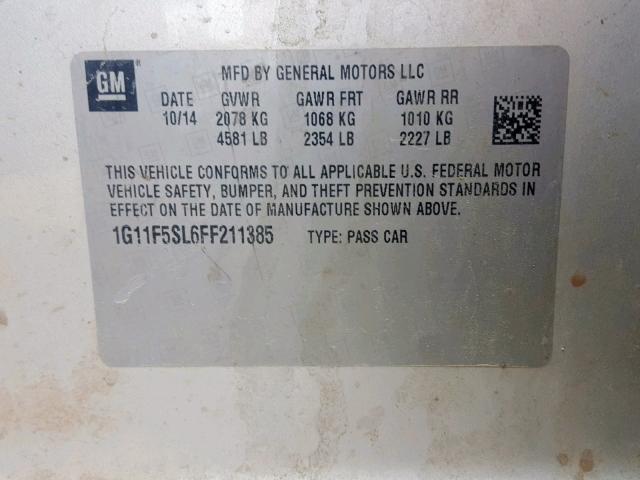 GM® MFD BY GENERAL MOTORS LLC
DATE GVWR GAWR FRT GAWR RR
10/14 2078 KG 1068 KG 1010 KG
4581 LB 2354 LB 2227 LB
THIS VEHICLE CONFORMS TO ALL APPLICABLE U.S. FEDERAL MOTOR
VEHICLE SAFETY, BUMPER, AND THEFT PREVENTION STANDARDS IN
EFFECT ON THE DATE OF MANUFACTURE SHOWN ABOVE.
1G11F5SL6FF211385 TYPE: PASS CAR